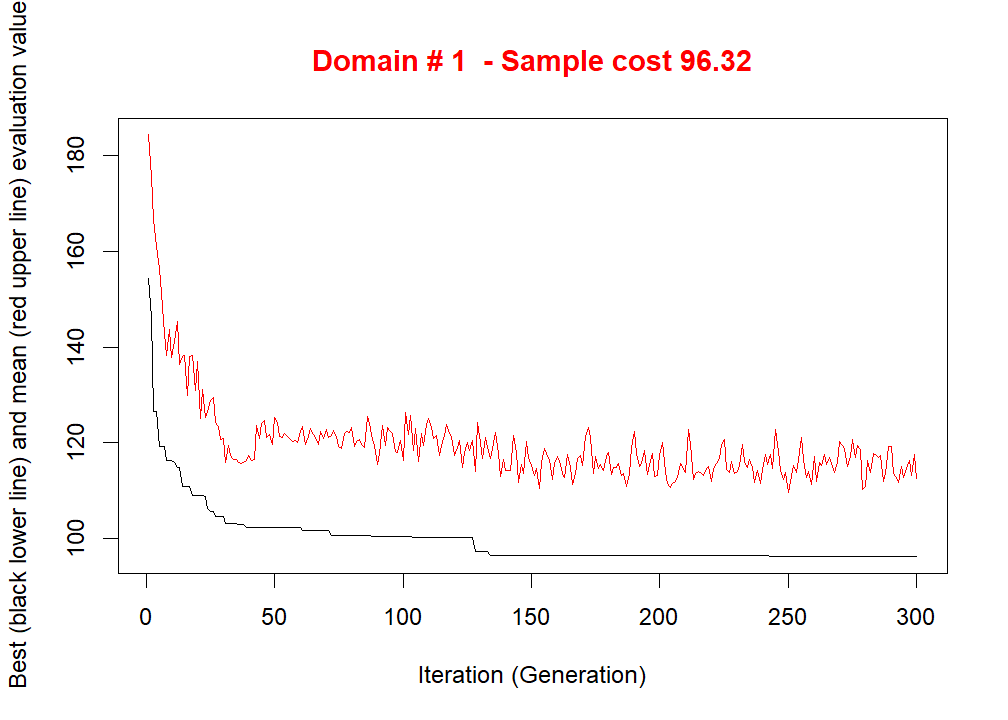 Domain # 1  - Sample cost 96.32
Best (black lower line) and mean (red upper line) evaluation value
180
160
140
120
100
0 50 100 150 200 250 300
Iteration (Generation)